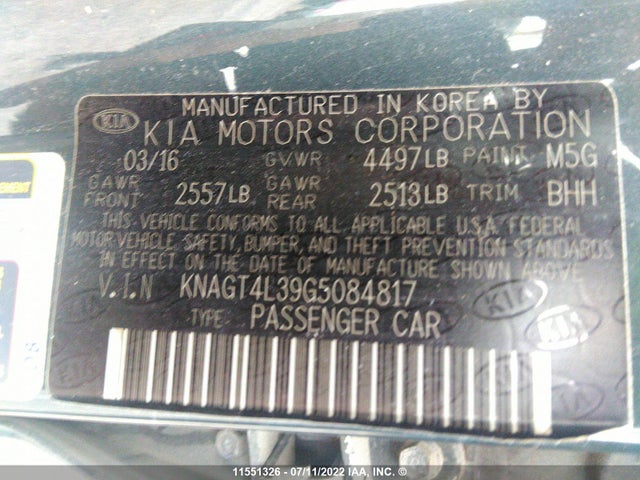 MANUFACTURED IN KOREA BY
KIA KIA MOTORS CORPORATION
03/16 GVWR 4497LB PAINT M5G
GAWR FRONT 2557LB GAWR REAR 2513LB TRIM BHH
THIS VEHICLE CONFORMS TO ALL APPLICABLE U.S.A. FEDERAL
MOTOR VEHICLE SAFETY, BUMPER, AND THEFT PREVENTION STANDARDS
IN EFFECT ON THE DATE OF MANUFACTURE SHOWN ABOVE.
V.I.N KNAGT4L39G5084817
TYPE: PASSENGER CAR
11551326 - 07/11/2022 IAA, INC. ©